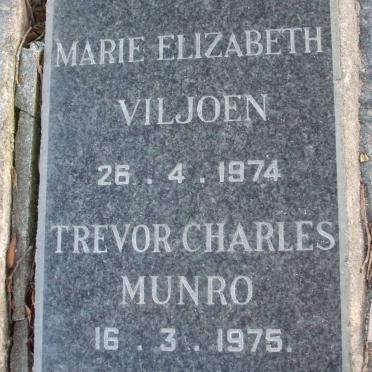 MARIE ELIZABETH
VILJOEN
26 . 4 . 1974
TREVOR CHARLES
MUNRO
16 . 3 . 1975.